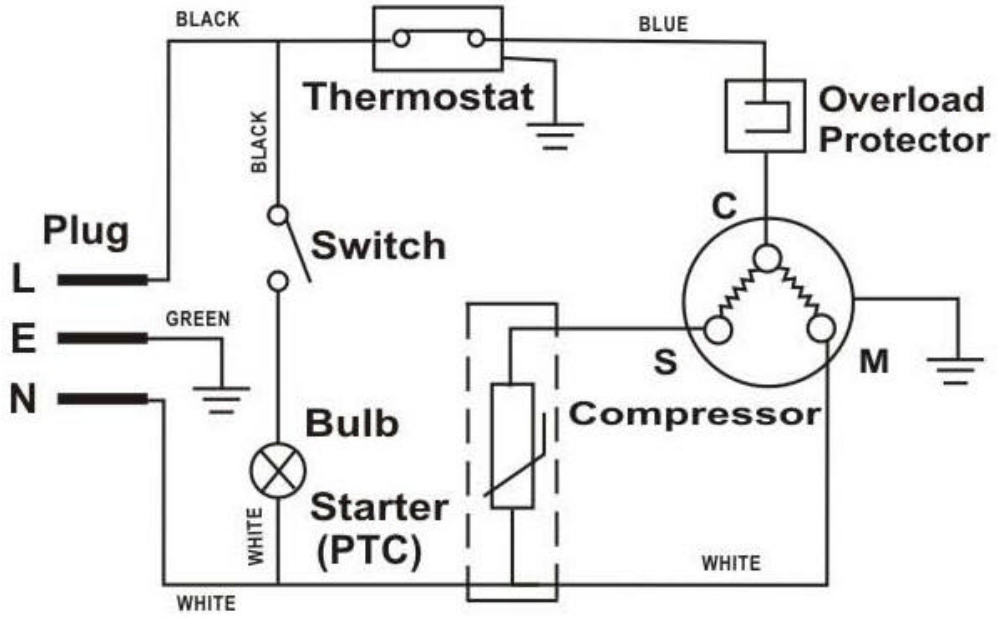 BLACK
BLUE
Thermostat
Overload
Protector
BLACK
C
Plug
Switch
L
GREEN
E
S
M
N
Compressor
Bulb
Starter
(PTC)
WHITE
WHITE
WHITE